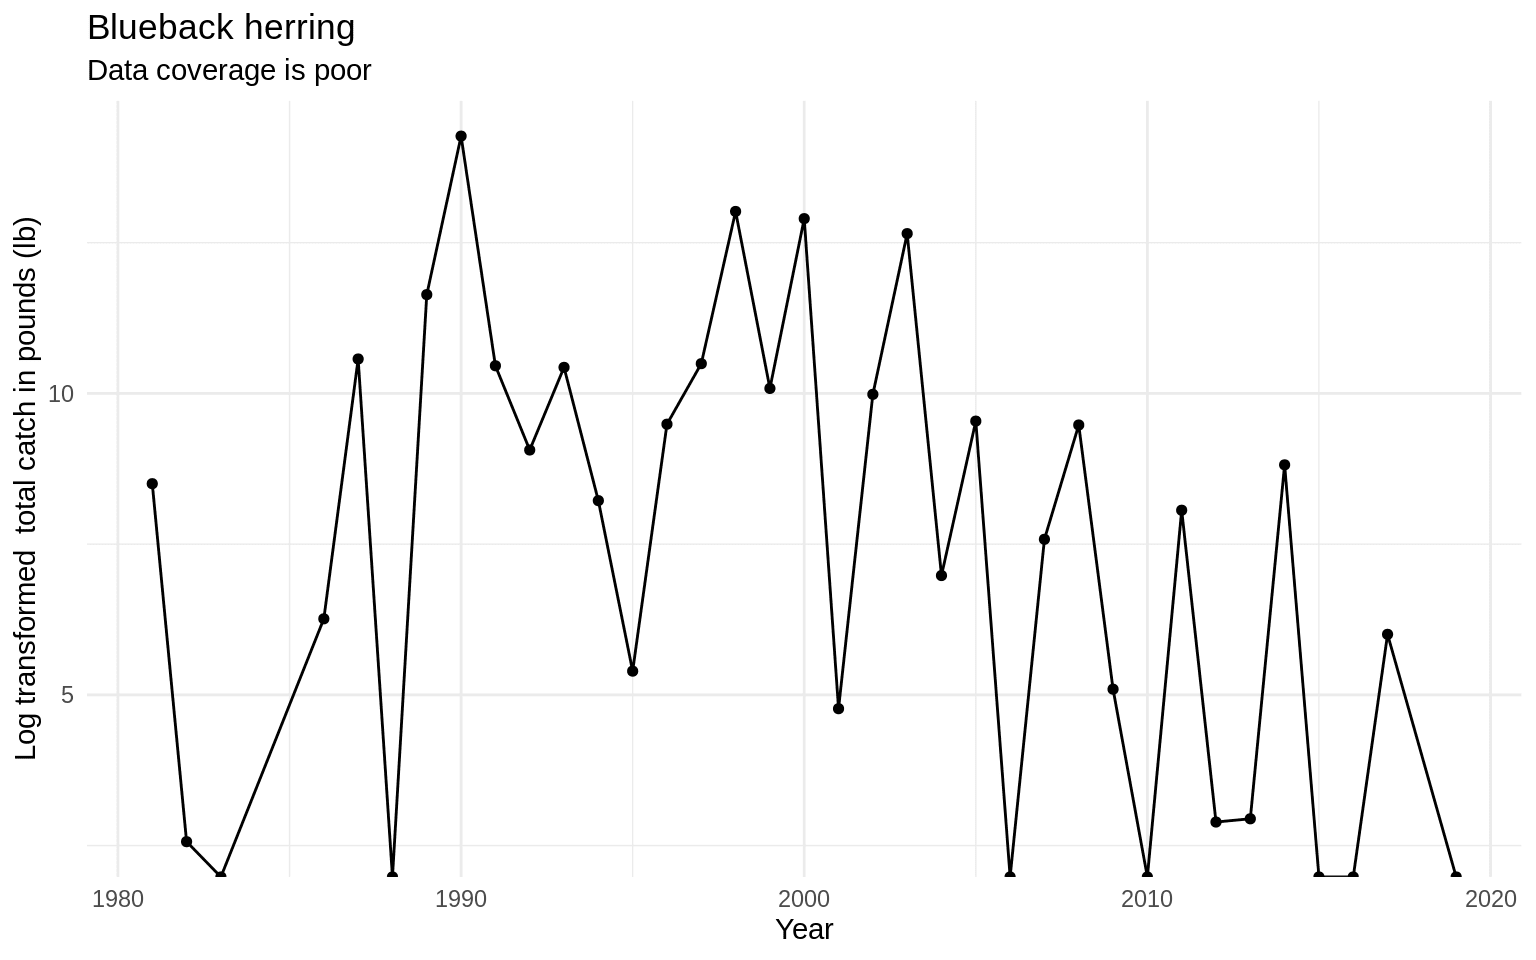 Blueback herring
Data coverage is poor
Log transformed  total catch in pounds (lb)
10
5
1980
1990
2000
2010
2020
Year